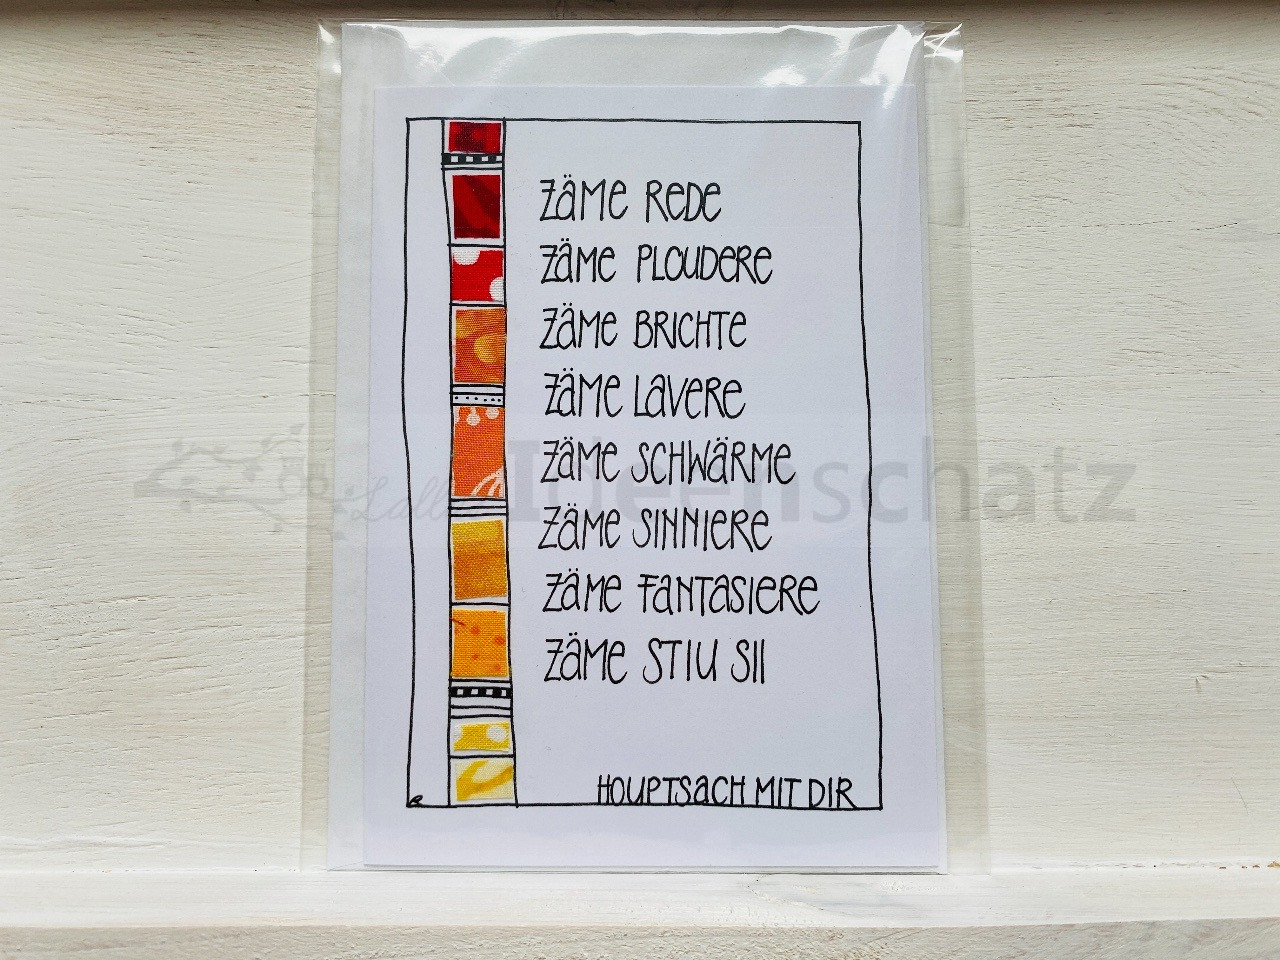 ZÄME REDE
ZÄME PLOUDERE
ZÄME BRICHTE
ZÄME LAVERE
ZÄME SCHWÄRME
ZÄME SINNIERE
ZÄME FANTASIERE
ZÄME STIU SII
HOUPTSACH MIT DIR
Ideenschatz